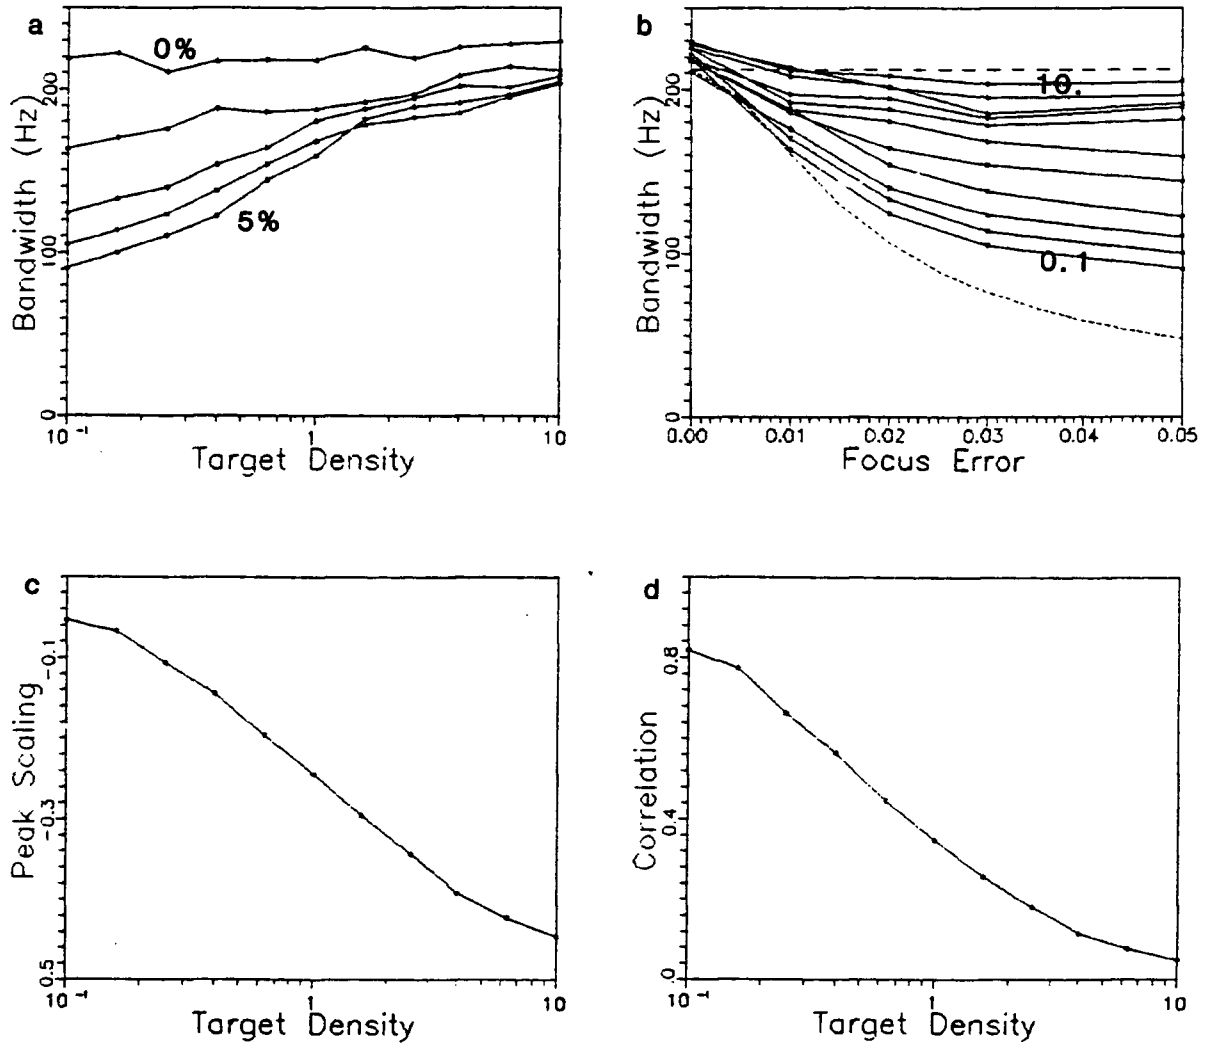 a
0%
5%
200
100
0
Bandwidth (Hz)
10⁻¹
1
10
Target Density
b
10.
0.1
200
100
0
Bandwidth (Hz)
0.00
0.01
0.02
0.03
0.04
0.05
Focus Error
c
-0.1
-0.3
0.5
Peak Scaling
10⁻¹
1
10
Target Density
d
0.8
0.4
.0
Correlation
10⁻¹
1
10
Target Density